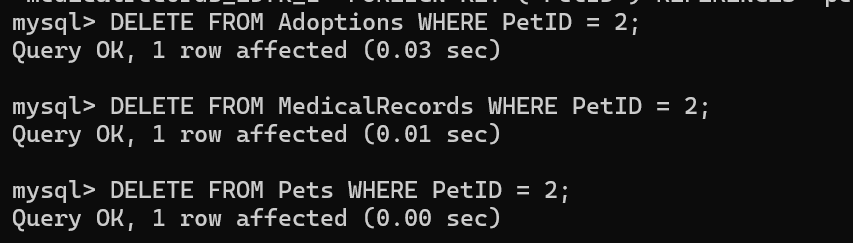 mysql> DELETE FROM Adoptions WHERE PetID = 2;
Query OK, 1 row affected (0.03 sec)
mysql> DELETE FROM MedicalRecords WHERE PetID = 2;
Query OK, 1 row affected (0.01 sec)
mysql> DELETE FROM Pets WHERE PetID = 2;
Query OK, 1 row affected (0.00 sec)